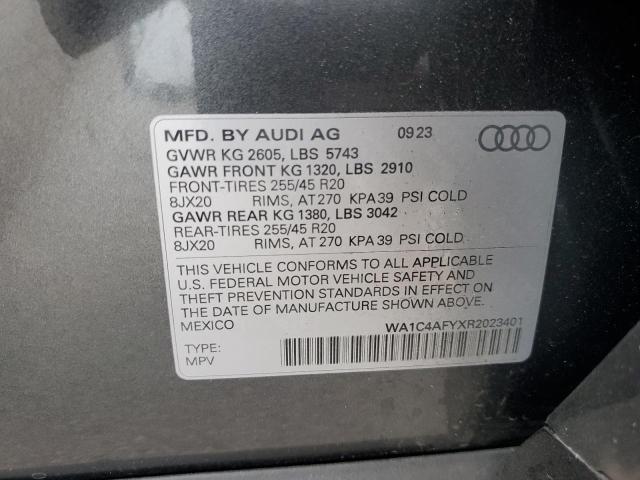 MFD. BY AUDI AG 09 23
GVWR KG 2605, LBS 5743
GAWR FRONT KG 1320, LBS 2910
FRONT-TIRES 255/45 R20
8JX20 RIMS, AT 270 KPA 39 PSI COLD
GAWR REAR KG 1380, LBS 3042
REAR-TIRES 255/45 R20
8JX20 RIMS, AT 270 KPA 39 PSI COLD
THIS VEHICLE CONFORMS TO ALL APPLICABLE
U.S. FEDERAL MOTOR VEHICLE SAFETY AND
THEFT PREVENTION STANDARDS IN EFFECT ON
THE DATE OF MANUFACTURE SHOWN ABOVE.
MEXICO WA1C4AFYXR2023401
TYPE:
MPV